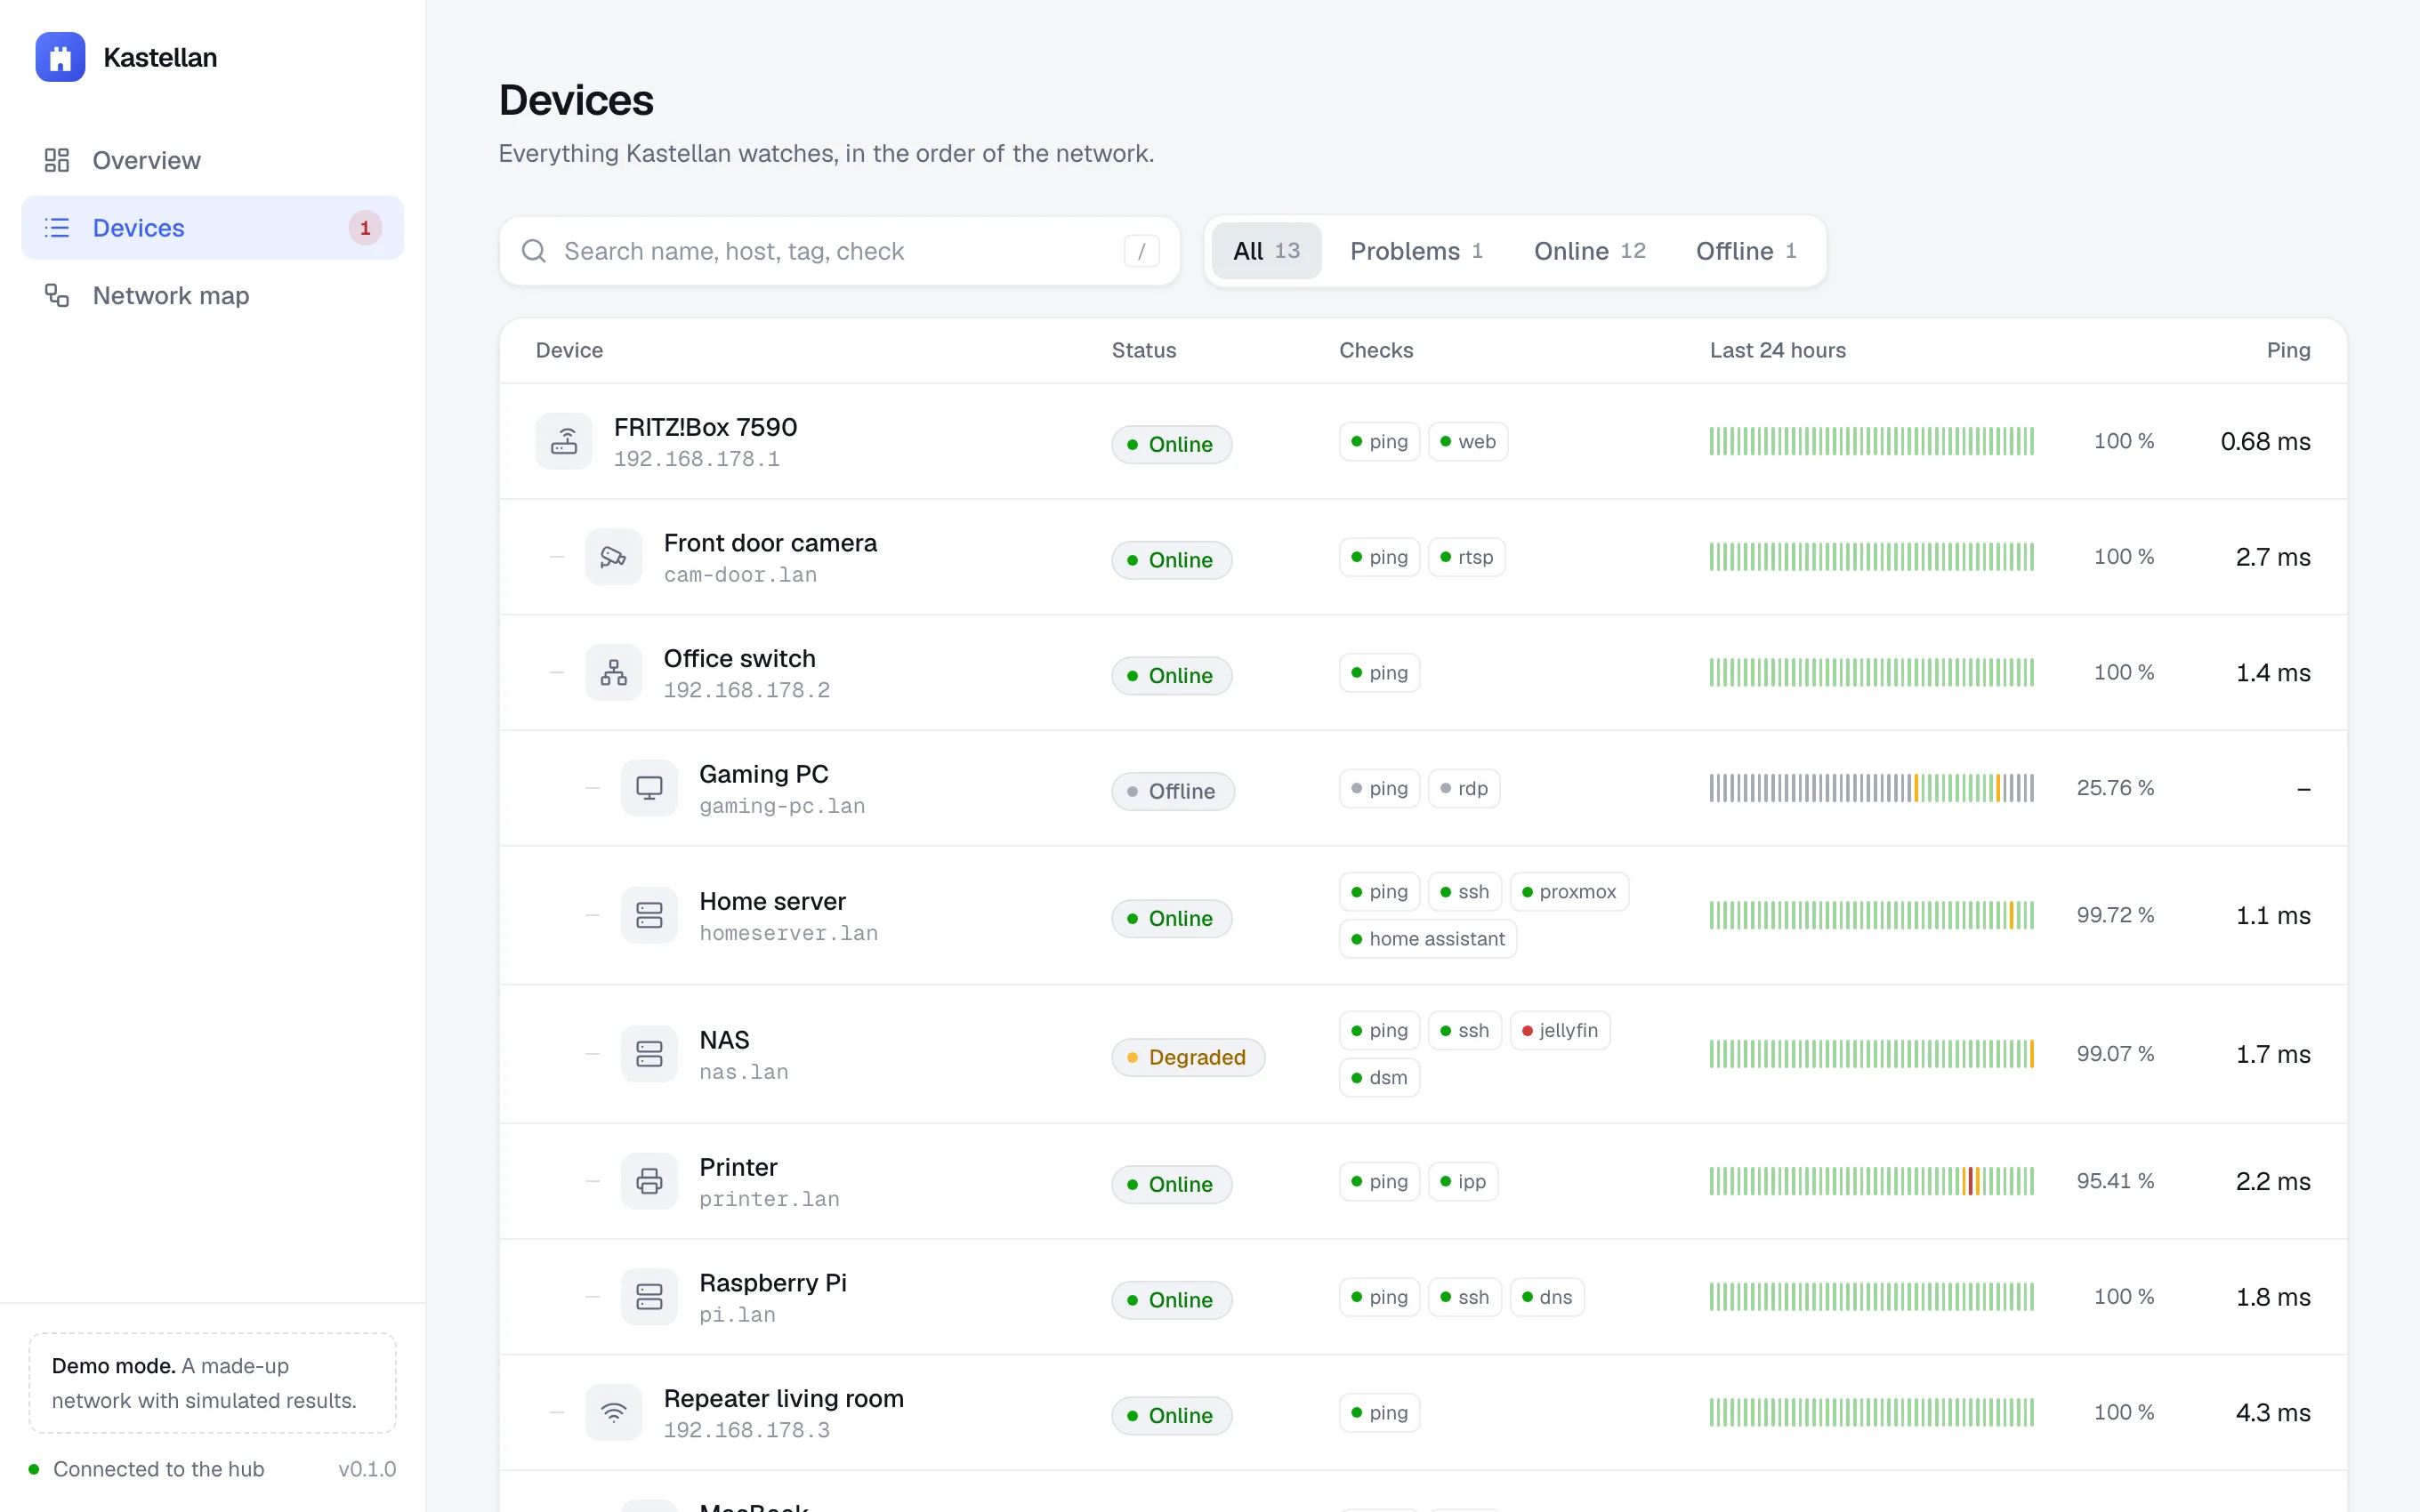 Kastellan
Overview
Devices 1
Network map
Demo mode. A made-up
network with simulated results.
Connected to the hub v0.1.0
Devices
Everything Kastellan watches, in the order of the network.
Search name, host, tag, check /
All 13 Problems 1 Online 12 Offline 1
Device Status Checks Last 24 hours Ping
FRITZ!Box 7590
192.168.178.1
Online ping web 100 % 0.68 ms
Front door camera
cam-door.lan
Online ping rtsp 100 % 2.7 ms
Office switch
192.168.178.2
Online ping 100 % 1.4 ms
Gaming PC
gaming-pc.lan
Offline ping rdp 25.76 % –
Home server
homeserver.lan
Online ping ssh proxmox
home assistant
99.72 % 1.1 ms
NAS
nas.lan
Degraded ping ssh jellyfin
dsm
99.07 % 1.7 ms
Printer
printer.lan
Online ping ipp 95.41 % 2.2 ms
Raspberry Pi
pi.lan
Online ping ssh dns 100 % 1.8 ms
Repeater living room
192.168.178.3
Online ping 100 % 4.3 ms
MacBook